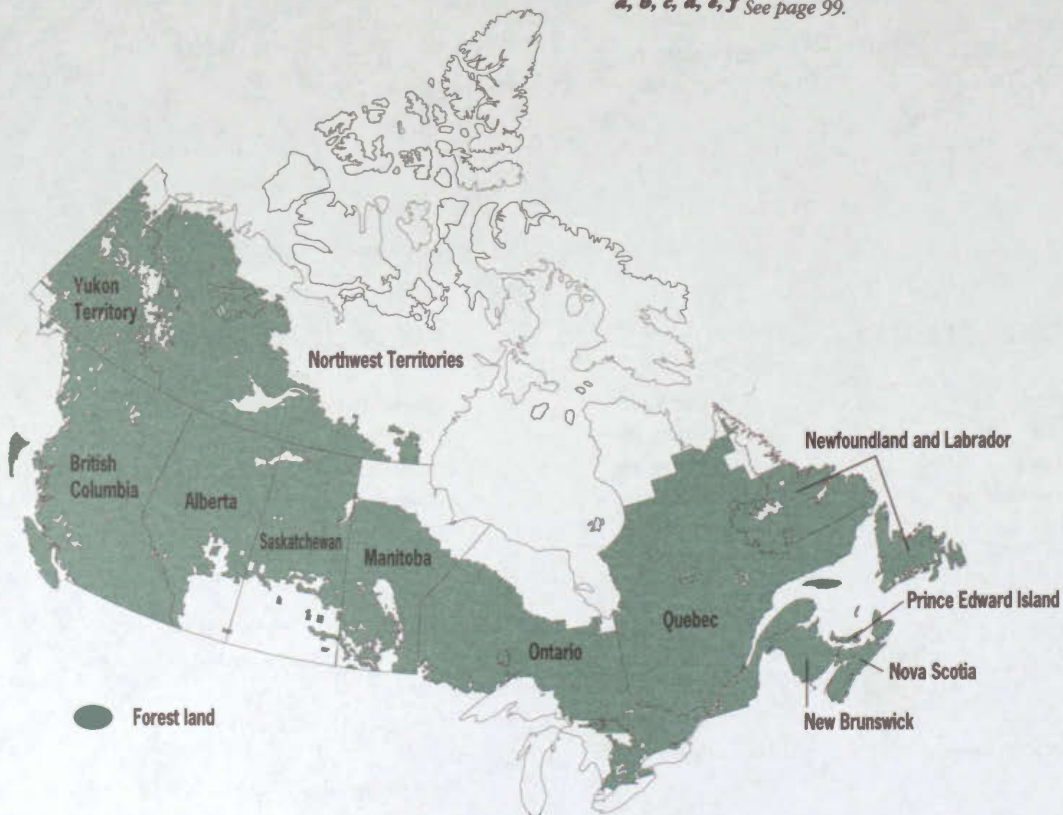 a, b, c, d, e, f See page 99.
Yukon
Territory
Northwest Territories
Newfoundland and Labrador
British
Columbia
Alberta
Saskatchewan
Manitoba
Prince Edward Island
Quebec
Ontario
Nova Scotia
Forest land
New Brunswick